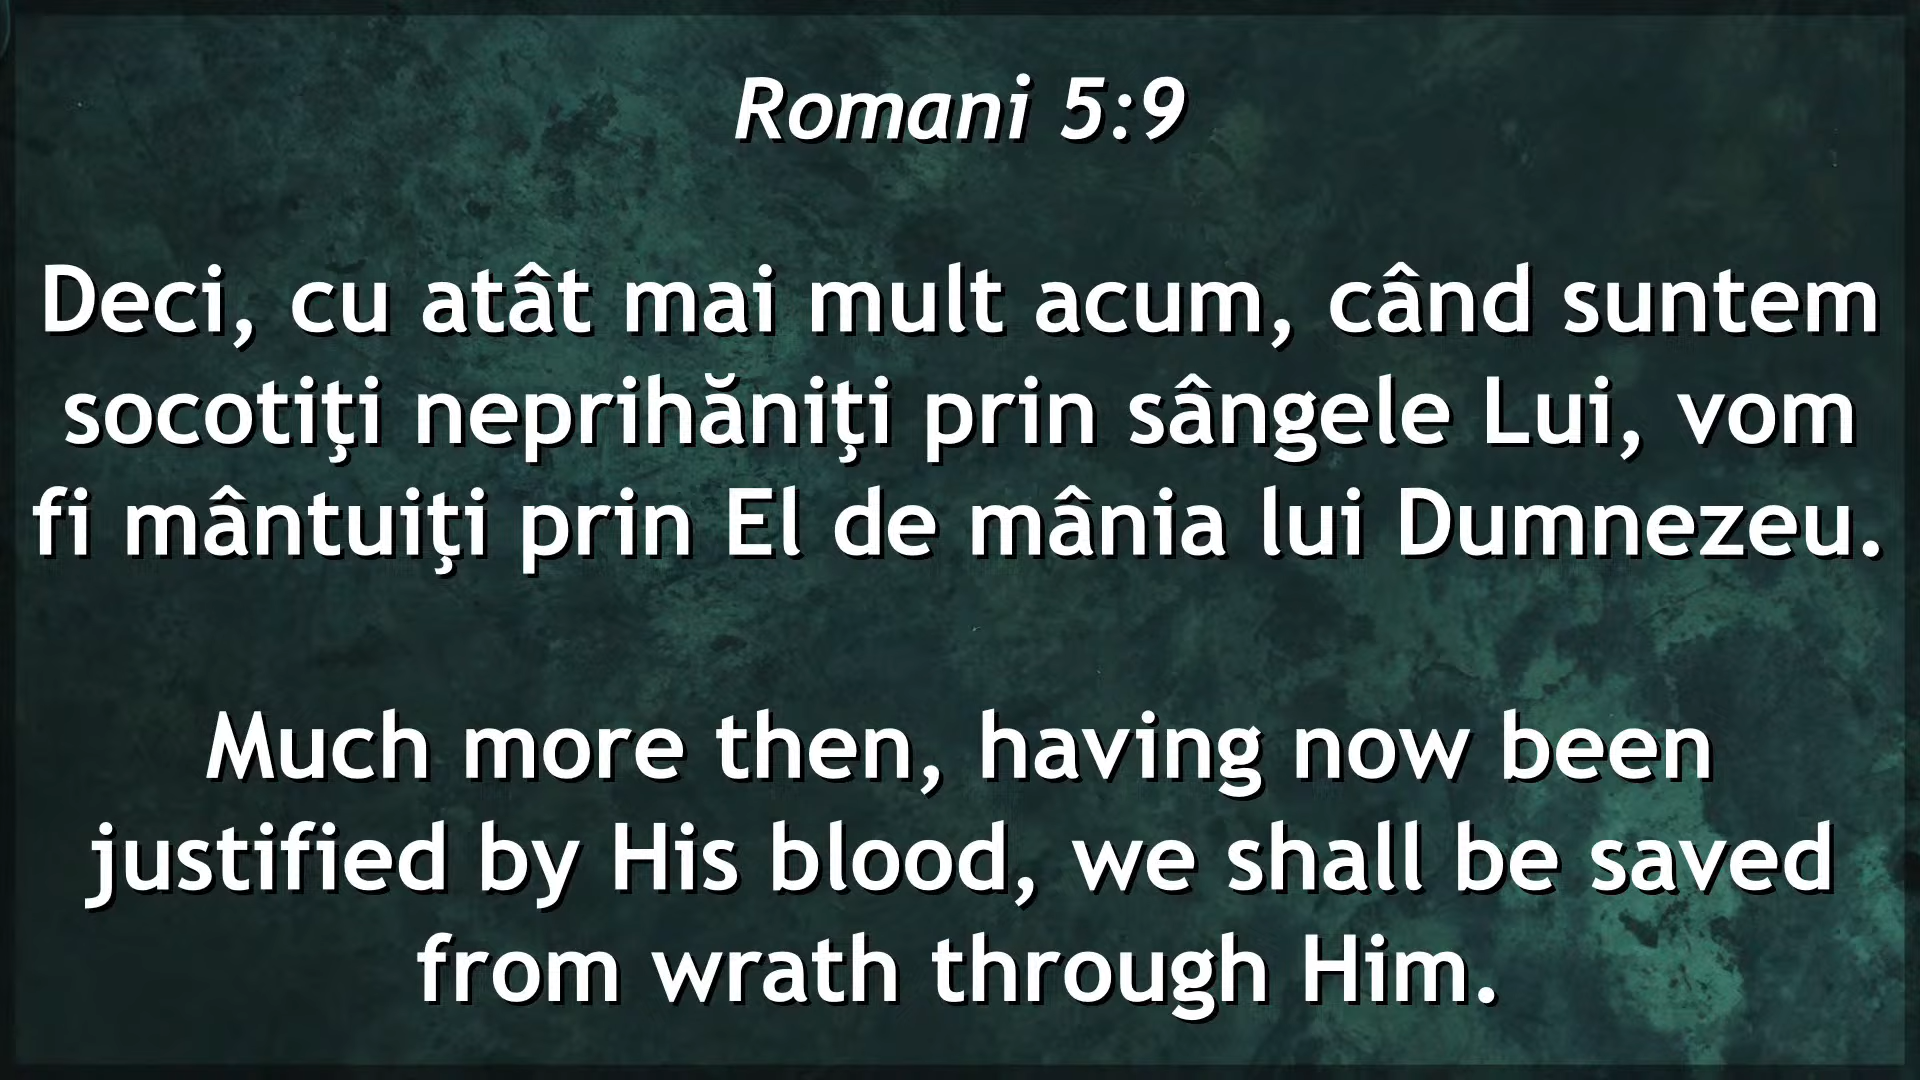 Romani 5:9
Deci, cu atât mai mult acum, când suntem
socotiţi neprihăniţi prin sângele Lui, vom
fi mântuiţi prin El de mânia lui Dumnezeu.
Much more then, having now been
justified by His blood, we shall be saved
from wrath through Him.